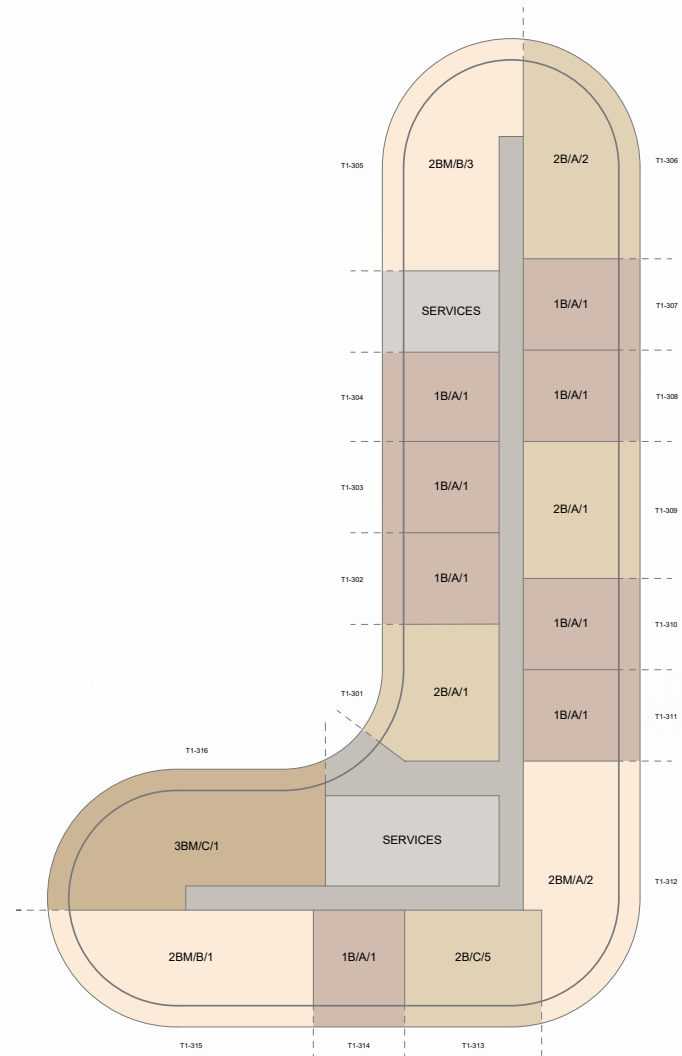 T1-305
2BM/B/3
2B/A/2
T1-306
SERVICES
1B/A/1
T1-307
T1-304
1B/A/1
1B/A/1
T1-308
T1-303
1B/A/1
2B/A/1
T1-309
T1-302
1B/A/1
1B/A/1
T1-310
T1-301
2B/A/1
1B/A/1
T1-311
T1-316
3BM/C/1
SERVICES
2BM/A/2
T1-312
2BM/B/1
1B/A/1
2B/C/5
T1-315
T1-314
T1-313